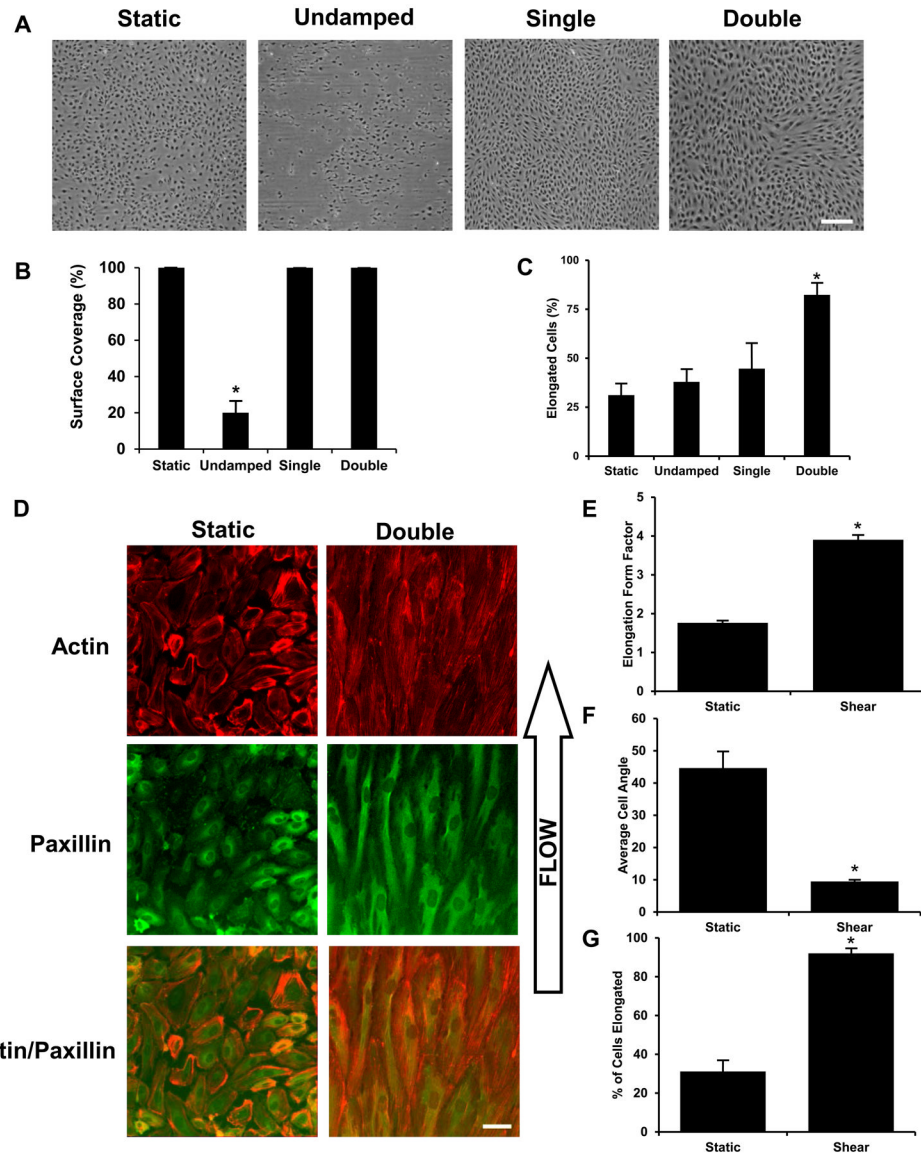 A
Static
Undamped
Single
Double
B
Surface Coverage (%)
100
80
60
40
20
0
*
Static
Undamped
Single
Double
C
Elongated Cells (%)
100
75
50
25
0
*
Static
Undamped
Single
Double
D
Static
Double
Actin
Paxillin
tin/Paxillin
FLOW
E
Elongation Form Factor
5
4
3
2
1
0
*
Static
Shear
F
Average Cell Angle
60
50
40
30
20
10
0
*
Static
Shear
G
% of Cells Elongated
100
80
60
40
20
0
*
Static
Shear